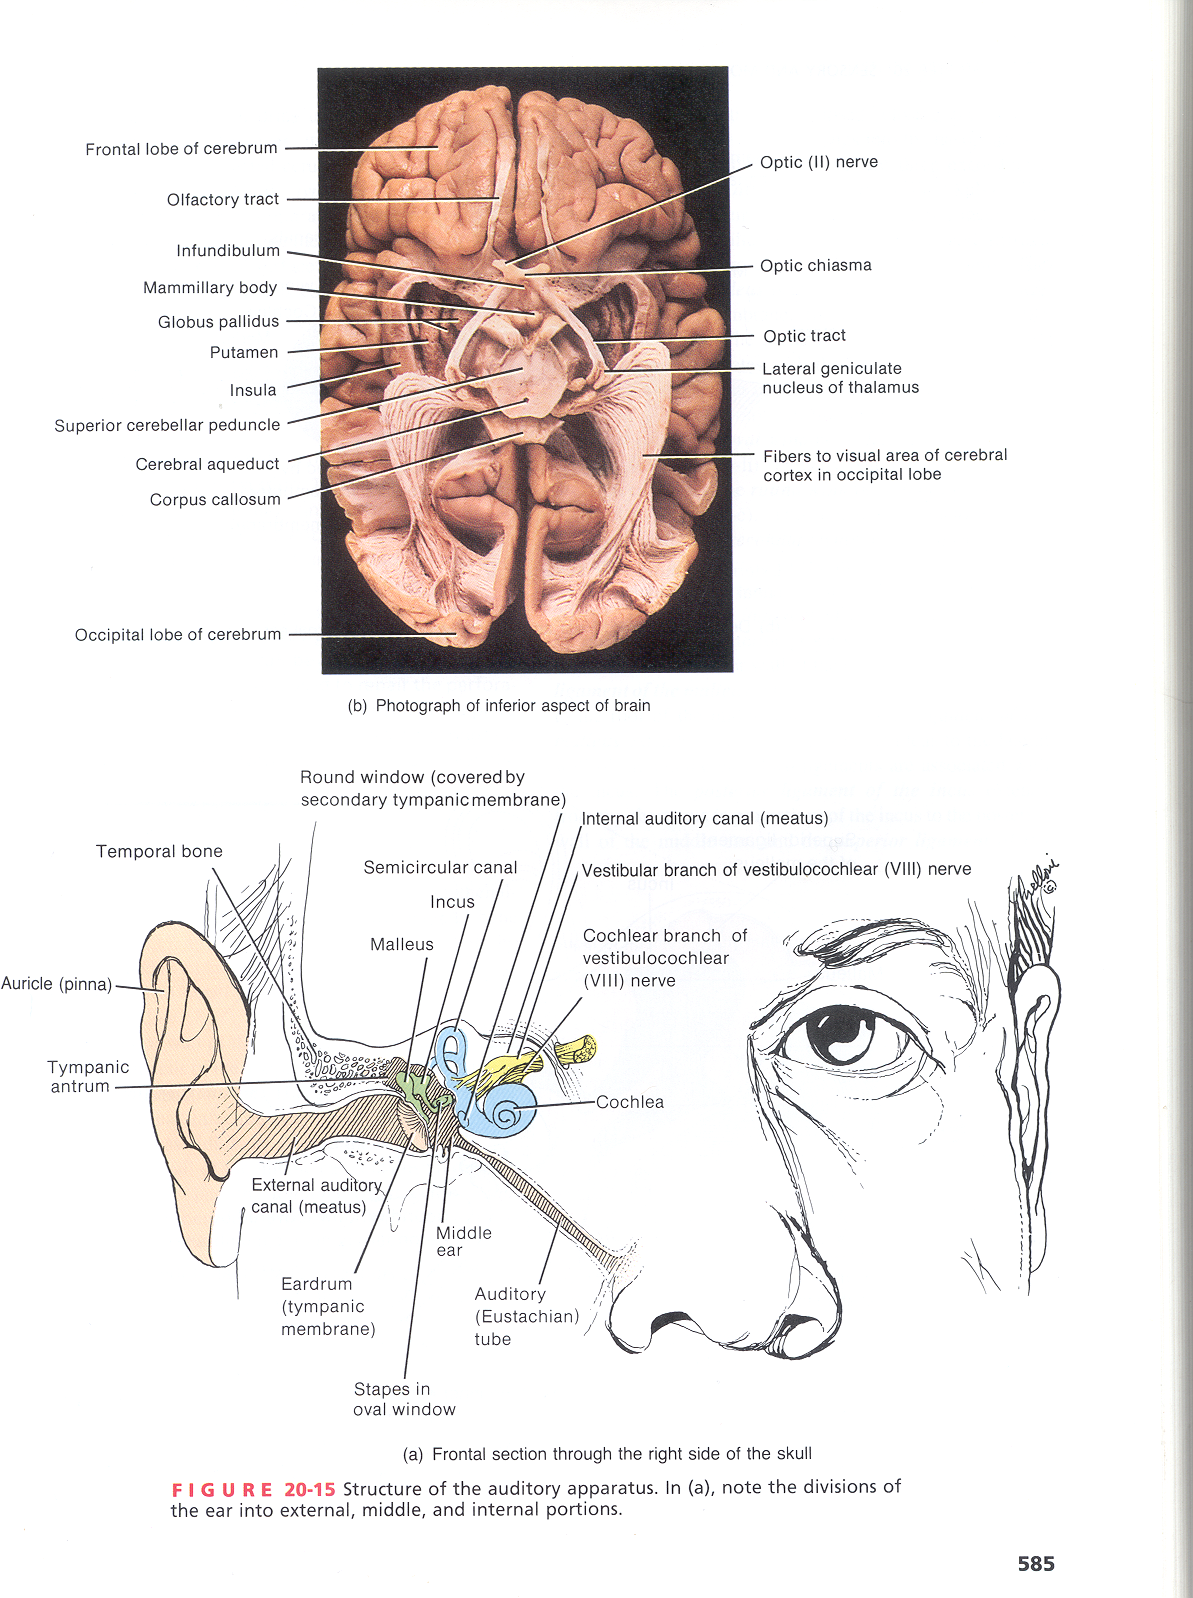 Frontal lobe of cerebrum
Olfactory tract
Infundibulum
Mammillary body
Globus pallidus
Putamen
Insula
Superior cerebellar peduncle
Cerebral aqueduct
Corpus callosum
Occipital lobe of cerebrum
Optic (II) nerve
Optic chiasma
Optic tract
Lateral geniculate
nucleus of thalamus
Fibers to visual area of cerebral
cortex in occipital lobe
(b) Photograph of inferior aspect of brain
Round window (covered by
secondary tympanic membrane)
Internal auditory canal (meatus)
Temporal bone
Semicircular canal
Vestibular branch of vestibulocochlear (VIII) nerve
Incus
Malleus
Cochlear branch of
vestibulocochlear
(VIII) nerve
Auricle (pinna)
Tympanic
antrum
Cochlea
External auditory
canal (meatus)
Middle
ear
Eardrum
(tympanic
membrane)
Auditory
(Eustachian)
tube
Stapes in
oval window
(a) Frontal section through the right side of the skull
FIGURE 20-15 Structure of the auditory apparatus. In (a), note the divisions of
the ear into external, middle, and internal portions.
585